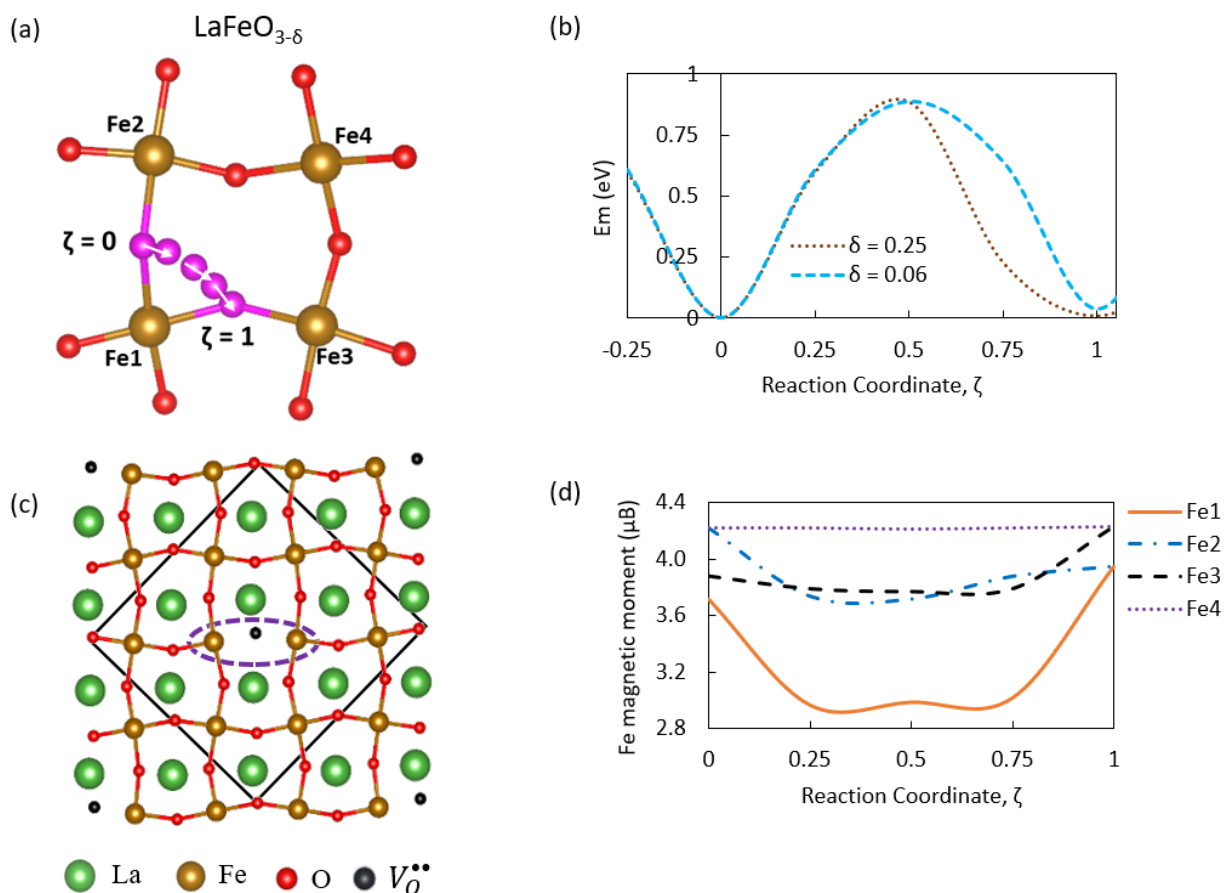 (a)
LaFeO3-δ
Fe2
Fe4
ζ = 0
Fe1
ζ = 1
Fe3
(b)
Em (eV)
1
0.75
0.5
0.25
0
δ = 0.25
δ = 0.06
-0.25 0 0.25 0.5 0.75 1
Reaction Coordinate, ζ
(c)
La Fe O V_O^••
(d)
Fe magnetic moment (µB)
4.4
4.0
3.6
3.2
2.8
0 0.25 0.5 0.75 1
Reaction Coordinate, ζ
Fe1
Fe2
Fe3
Fe4